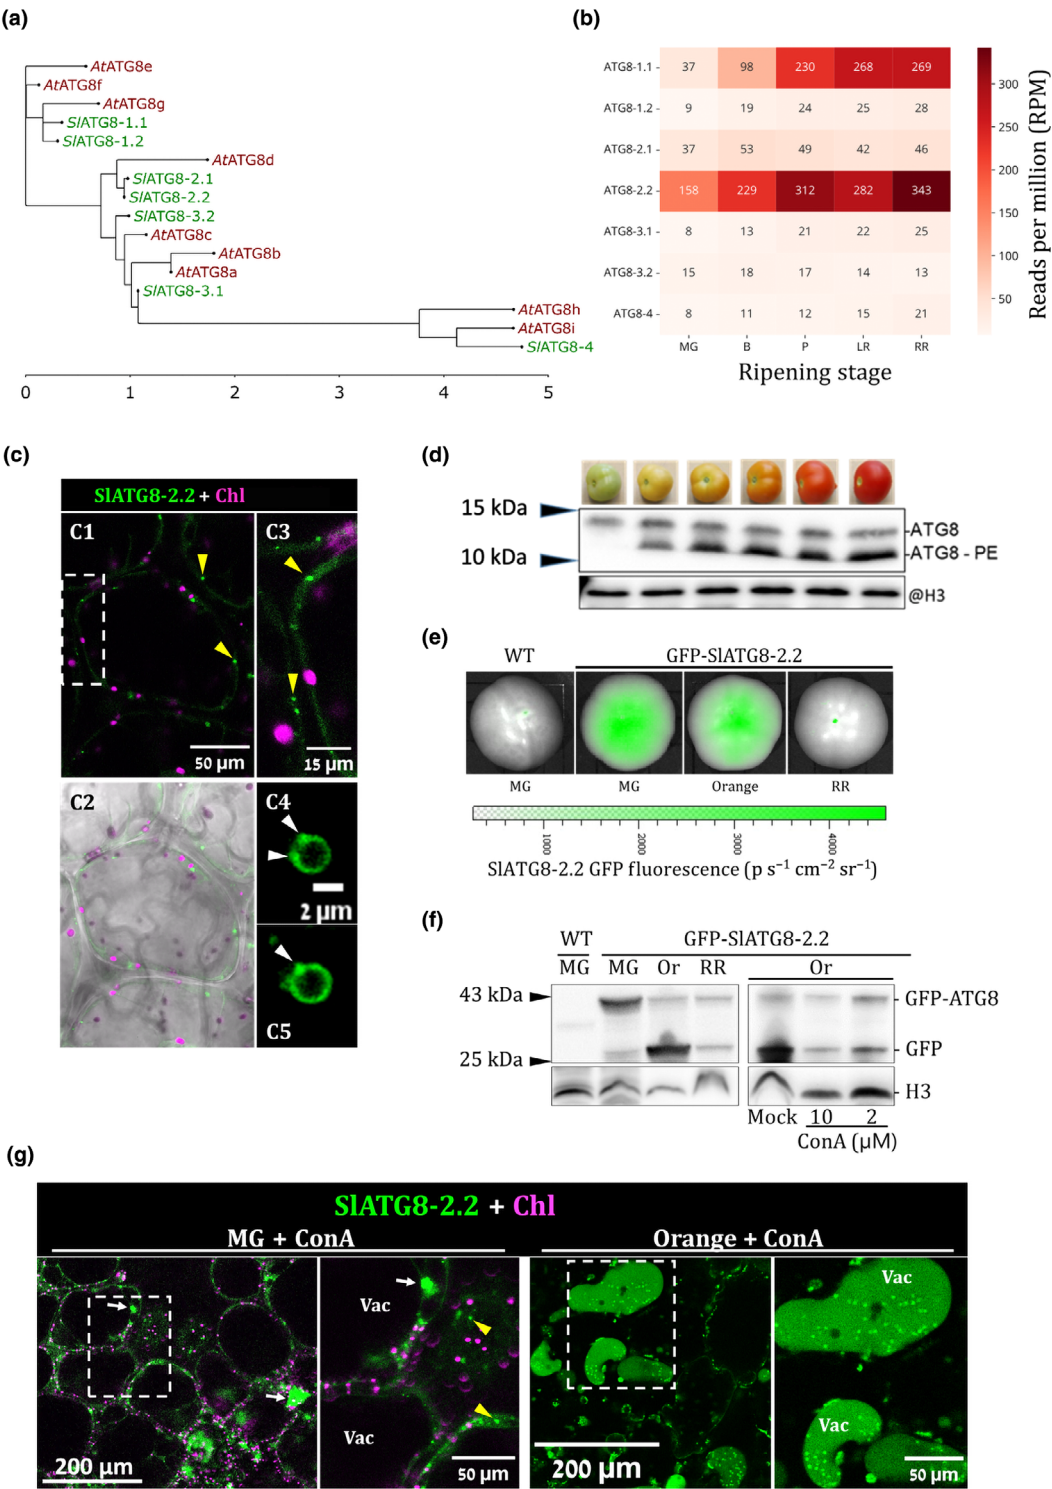 (a)
AtATG8e
AtATG8f
AtATG8g
SlATG8-1.1
SlATG8-1.2
AtATG8d
SlATG8-2.1
SlATG8-2.2
SlATG8-3.2
AtATG8c
AtATG8b
AtATG8a
SlATG8-3.1
AtATG8h
AtATG8i
SlATG8-4
0 1 2 3 4 5
(b)
ATG8-1.1 37 98 230 268 269
ATG8-1.2 9 19 24 25 28
ATG8-2.1 37 53 49 42 46
ATG8-2.2 158 229 312 282 343
ATG8-3.1 8 13 21 22 25
ATG8-3.2 15 18 17 14 13
ATG8-4 8 11 12 15 21
MG B P LR RR
Ripening stage
300
250
200
150
100
50
Reads per million (RPM)
(c)
SlATG8-2.2 + Chl
C1
50 µm
C3
15 µm
C2
C4
2 µm
C5
(d)
15 kDa
10 kDa
ATG8
ATG8 - PE
@H3
(e)
WT GFP-SlATG8-2.2
MG MG Orange RR
1000 2000 3000 4000
SlATG8-2.2 GFP fluorescence (p s⁻¹ cm⁻² sr⁻¹)
(f)
WT GFP-SlATG8-2.2
MG MG Or RR Or
43 kDa
25 kDa
GFP-ATG8
GFP
H3
Mock 10 2
ConA (µM)
(g)
SlATG8-2.2 + Chl
MG + ConA Orange + ConA
200 µm
Vac
Vac
50 µm
200 µm
Vac
Vac
50 µm